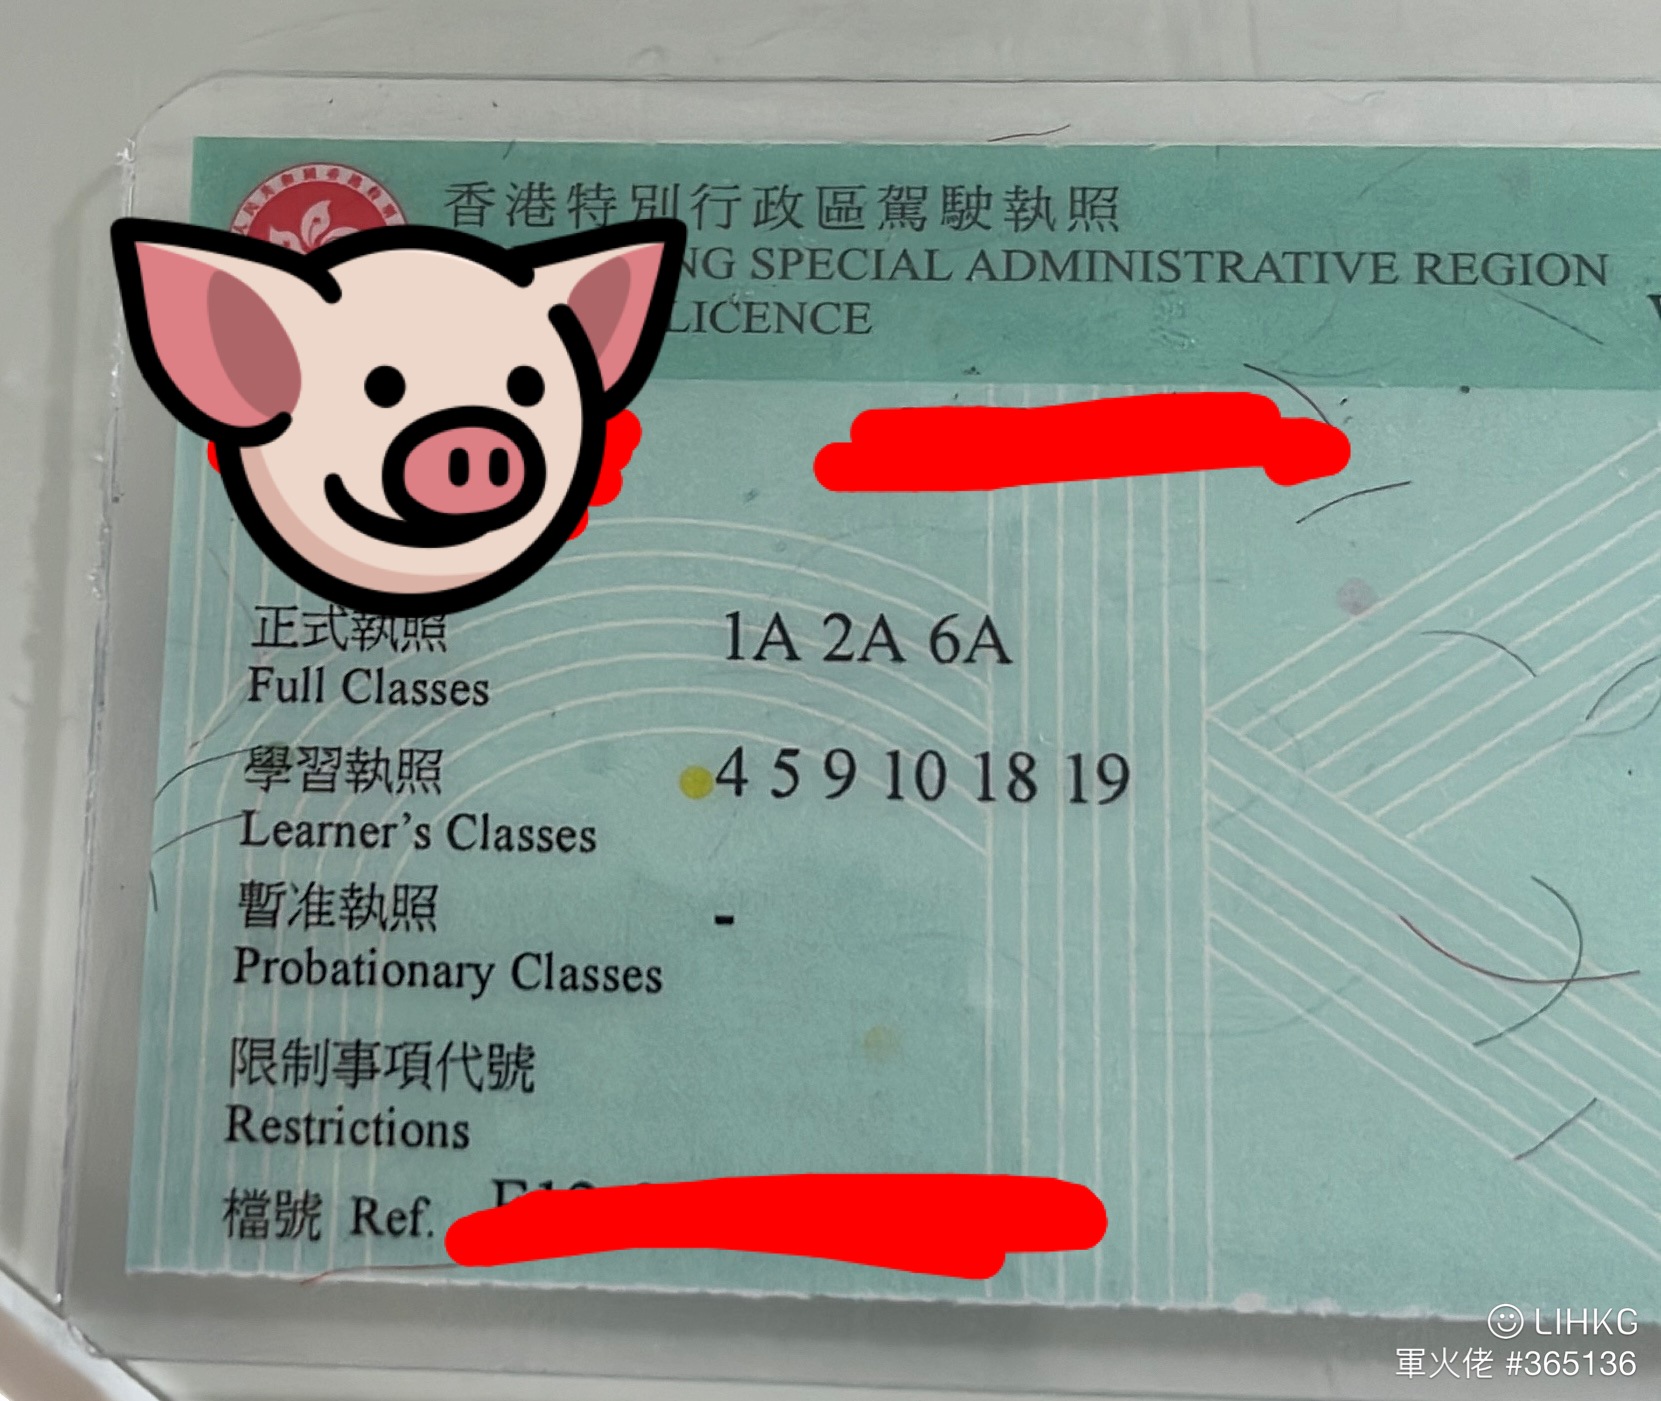 香港特別行政區駕駛執照
NG SPECIAL ADMINISTRATIVE REGION
LICENCE
正式執照 1A 2A 6A
Full Classes
學習執照 4 5 9 10 18 19
Learner's Classes
暫准執照 -
Probationary Classes
限制事項代號
Restrictions
檔號 Ref.
LIHKG
軍火佬 #365136